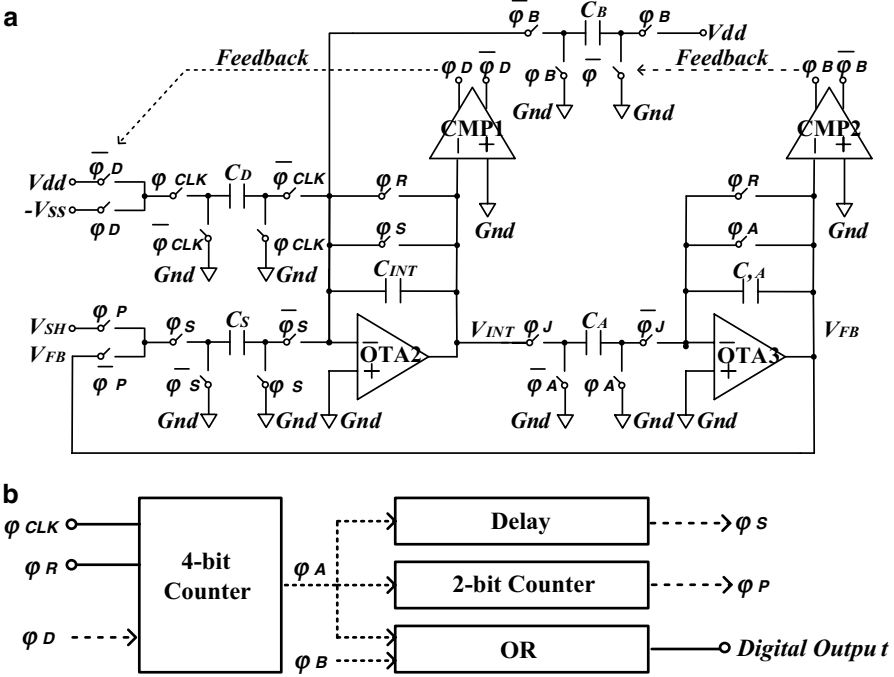 a
φ̅ B C B φ B
Vdd
Feedback
φ D φ̅ D
φ B φ̅
Feedback
φ B φ̅ B
Gnd Gnd
CMP1
CMP2
φ̅ D
Vdd
φ CLK C D φ̅ CLK
φ R
φ R
-Vss
φ D
φ̅ CLK φ CLK
φ S
Gnd
φ A
Gnd
Gnd Gnd
C INT
C,A
V SH φ P
φ S C S φ̅ S
V INT φ J C A φ̅ J
V FB
V FB
φ̅ P
OTA2
OTA3
φ̅ S φ S
φ̅ A φ A
Gnd Gnd Gnd
Gnd Gnd Gnd
b
φ CLK
φ R
φ D
4-bit
Counter
φ A
φ B
Delay
φ S
2-bit Counter
φ P
OR
Digital Output